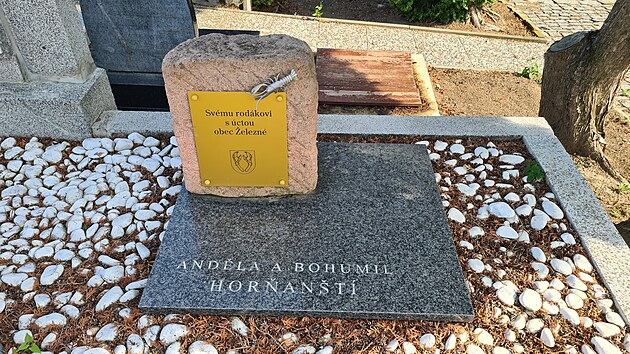 Svému rodákovi
s úctou
obec Železné
ANDĚLA A BOHUMIL
HORŇANŠTÍ